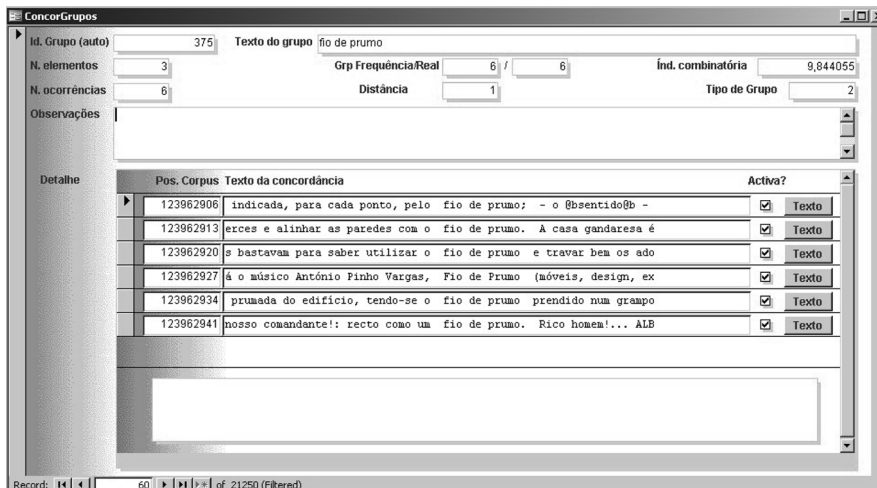 ConcorGrupos
Id. Grupo (auto) 375 Texto do grupo fio de prumo
N. elementos 3 Grp Frequência/Real 6 / 6 Índ. combinatória 9,844055
N. ocorrências 6 Distância 1 Tipo de Grupo 2
Observações
Detalhe Pos. Corpus Texto da concordância Activa?
123962906 indicada, para cada ponto, pelo fio de prumo; - o @bsentido@b - Texto
123962913 erces e alinhar as paredes com o fio de prumo. A casa gandaresa é Texto
123962920 s bastavam para saber utilizar o fio de prumo e travar bem os ado Texto
123962927 á o músico António Pinho Vargas, Fio de Prumo (móveis, design, ex Texto
123962934 prumada do edifício, tendo-se o fio de prumo prendido num grampo Texto
123962941 nosso comandante!: recto como um fio de prumo. Rico homem!... ALB Texto
Record: 60 of 21250 (Filtered)